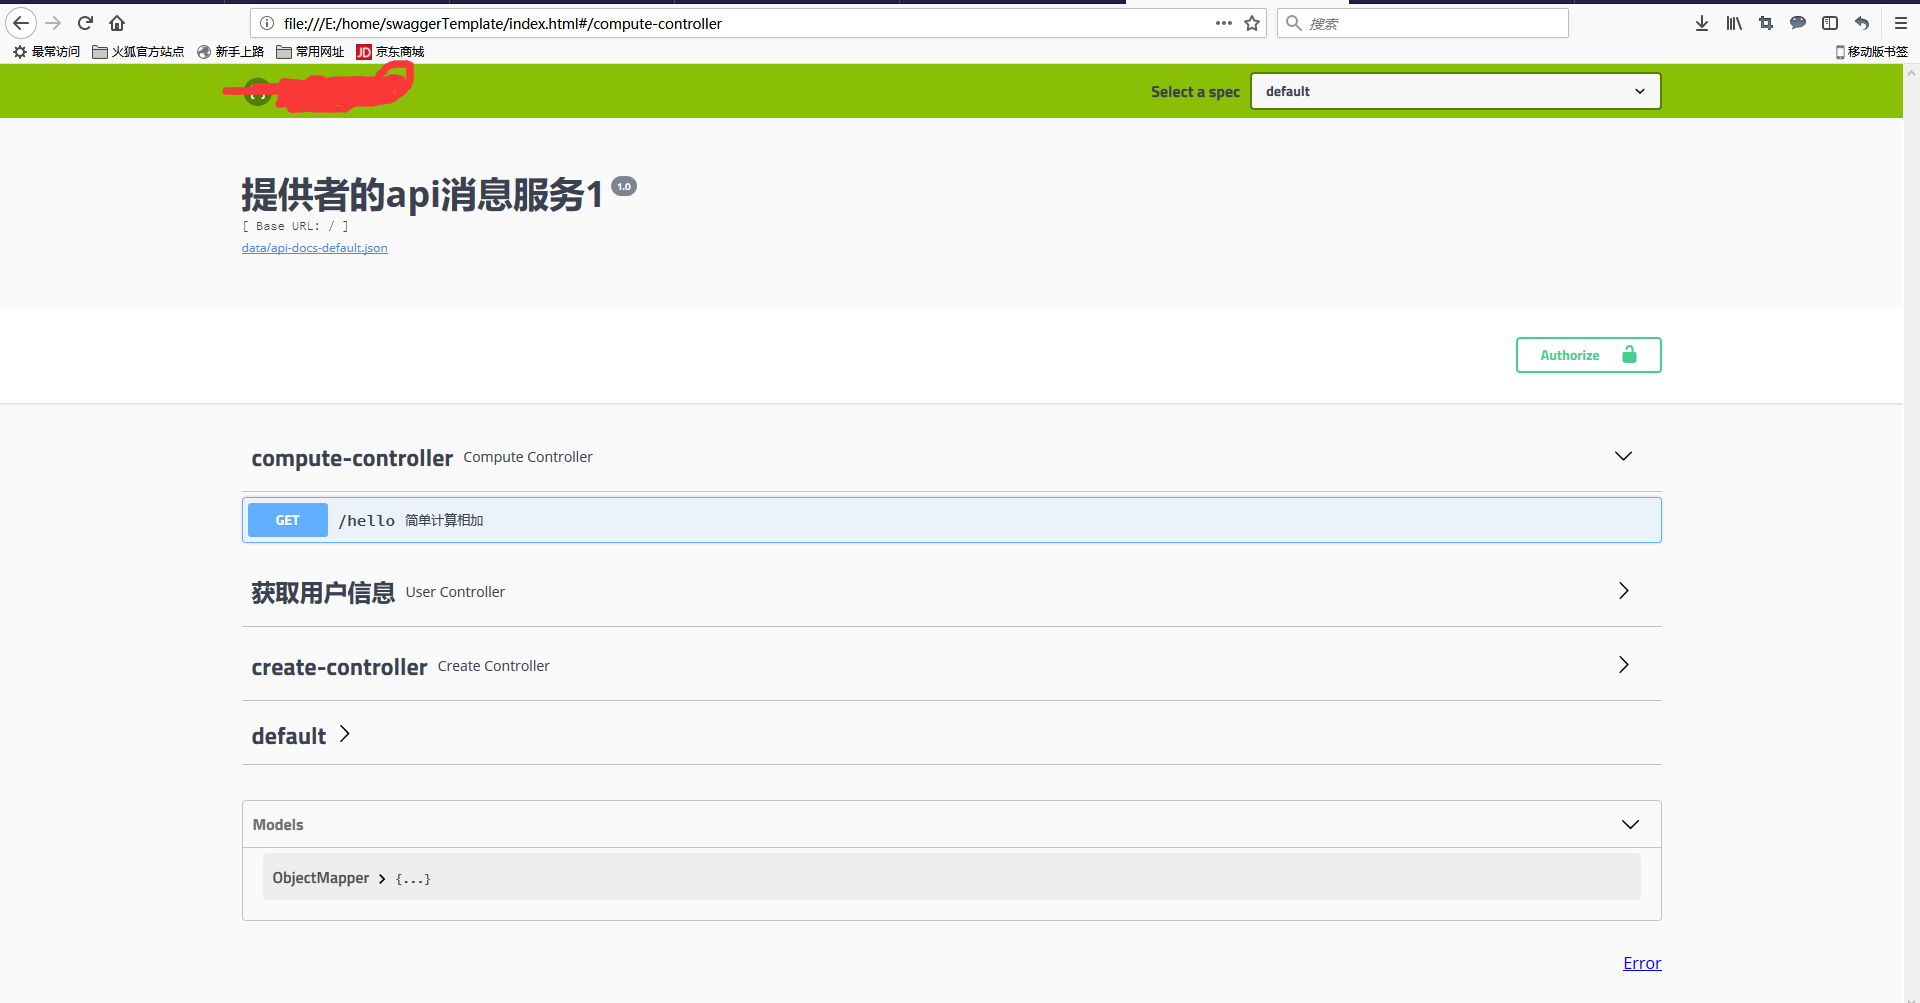 file:///E:/home/swaggerTemplate/index.html#/compute-controller
搜索
最常访问 火狐官方站点 新手上路 常用网址 JD 京东商城 移动版书签
Select a spec default
提供者的api消息服务1 1.0
[ Base URL: / ]
data/api-docs-default.json
Authorize
compute-controller Compute Controller
GET /hello 简单计算相加
获取用户信息 User Controller
create-controller Create Controller
default
Models
ObjectMapper {...}
Error